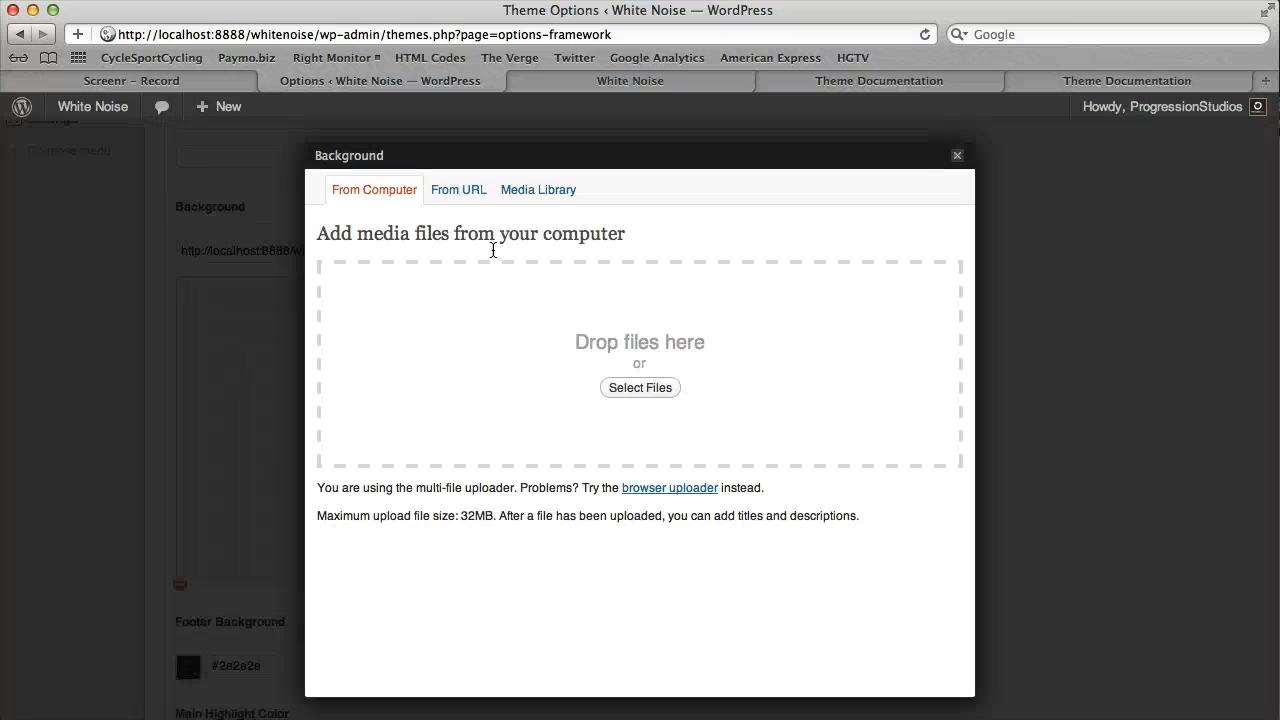 Theme Options ‹ White Noise — WordPress
http://localhost:8888/whitenoise/wp-admin/themes.php?page=options-framework
Google
CycleSportCycling Paymo.biz Right Monitor HTML Codes The Verge Twitter Google Analytics American Express HGTV
Screenr - Record Options ‹ White Noise — WordPress White Noise Theme Documentation Theme Documentation
White Noise + New Howdy, ProgressionStudios
Background
From Computer From URL Media Library
Background
Add media files from your computer
http://localhost:8888/w
Drop files here
or
Select Files
You are using the multi-file uploader. Problems? Try the browser uploader instead.
Maximum upload file size: 32MB. After a file has been uploaded, you can add titles and descriptions.
Footer Background
#2e2e2e
Main Highlight Color